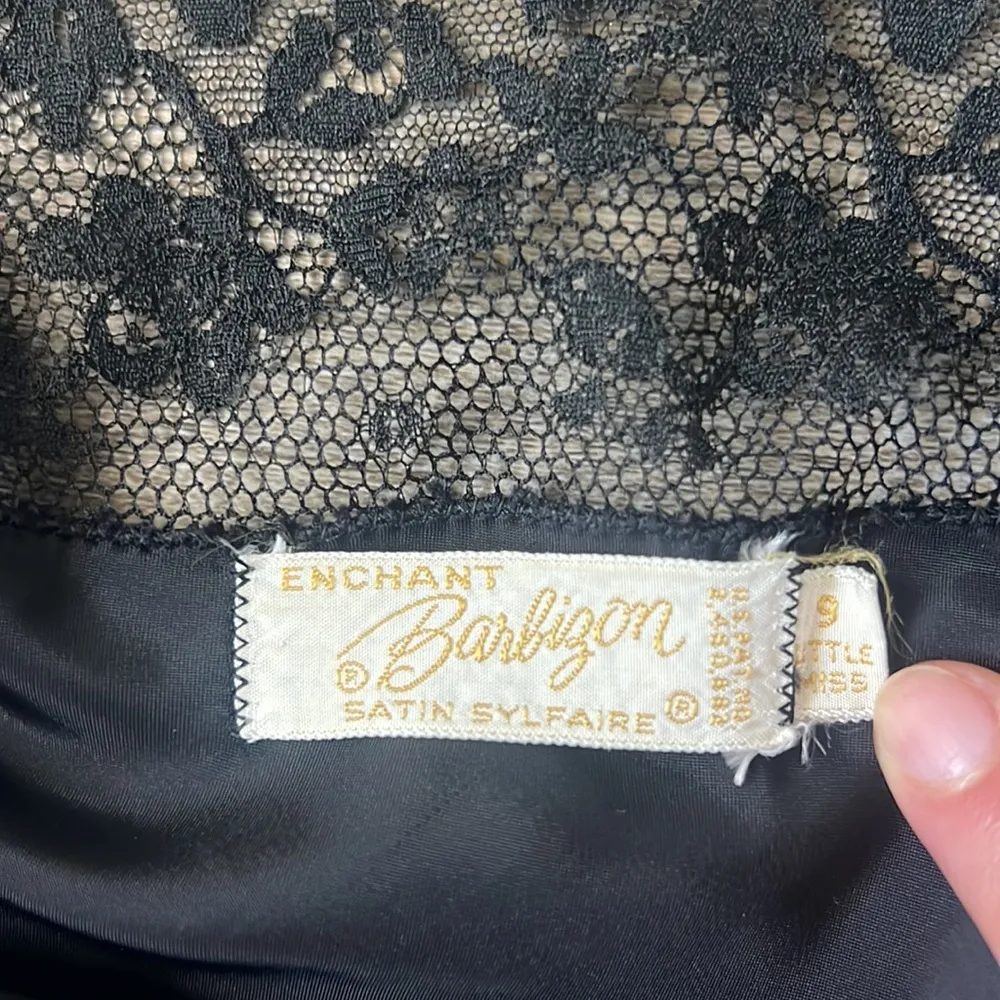 ENCHANT
Barbizon
®
SATIN SYLFAIRE ®
U.S. PAT. NO.
2,450,882
9
LITTLE
MISS